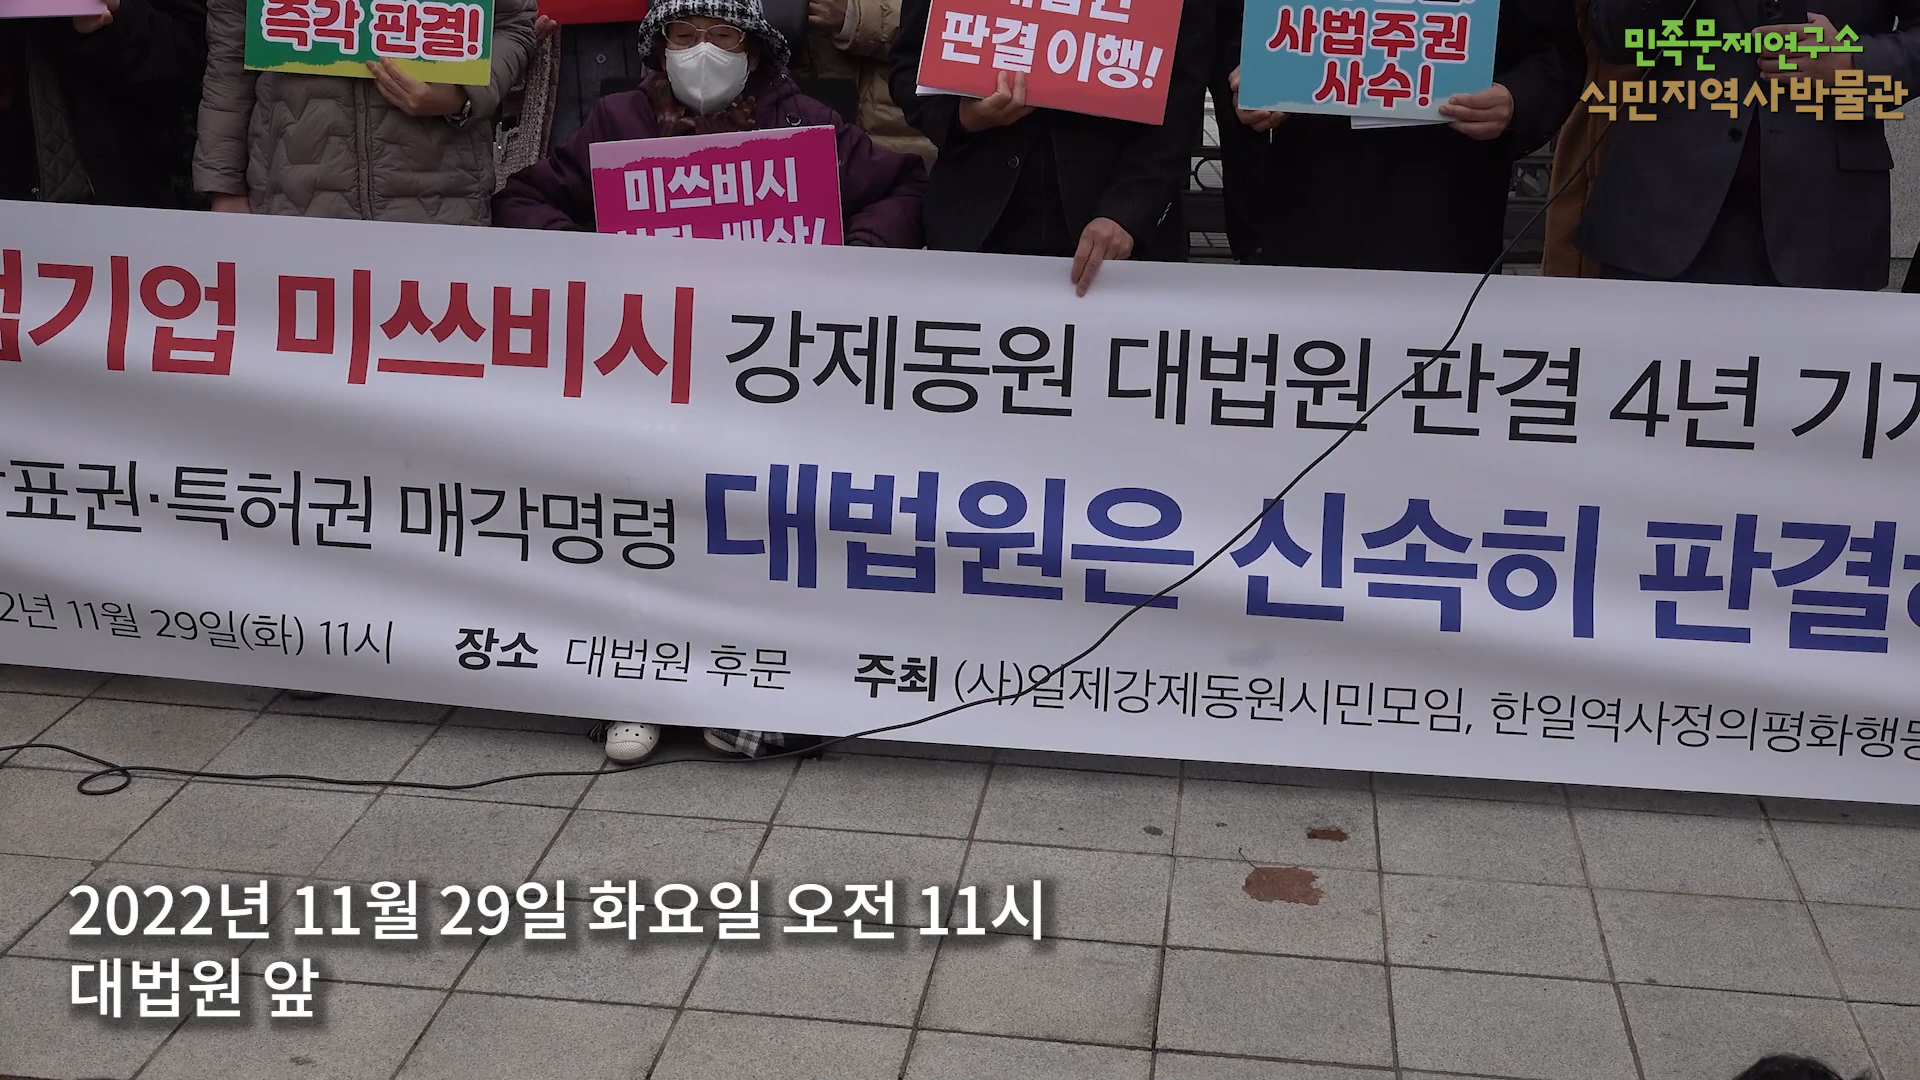 즉각 판결!
판결 이행!
사법주권
사수!
민족문제연구소
식민지역사박물관
미쓰비시
기업 미쓰비시 강제동원 대법원 판결 4년
표권·특허권 매각명령 대법원은 신속히
11월 29일(화) 11시 장소 대법원 후문 주최 (사)일제강제동원시민모임, 한일역사정의평화행
2022년 11월 29일 화요일 오전 11시
대법원 앞